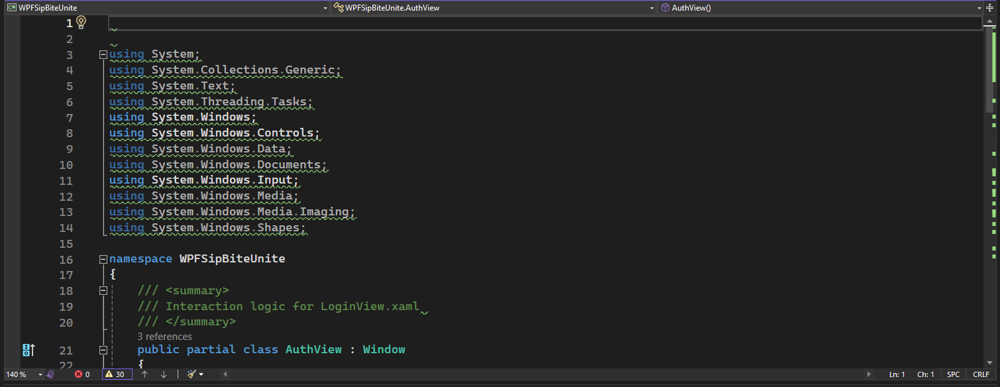 C# WPFSipBiteUnite WPFSipBiteUnite.AuthView AuthView()
1
2
3 using System;
4 using System.Collections.Generic;
5 using System.Text;
6 using System.Threading.Tasks;
7 using System.Windows;
8 using System.Windows.Controls;
9 using System.Windows.Data;
10 using System.Windows.Documents;
11 using System.Windows.Input;
12 using System.Windows.Media;
13 using System.Windows.Media.Imaging;
14 using System.Windows.Shapes;
15
16 namespace WPFSipBiteUnite
17 {
18 /// <summary>
19 /// Interaction logic for LoginView.xaml
20 /// </summary>
3 references
21 public partial class AuthView : Window
22 {
140 % 0 30 Ln: 1 Ch: 1 SPC CRLF